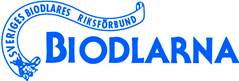 SVERIGES BIODLARES RIKSFÖRBUND
BIODLARNA